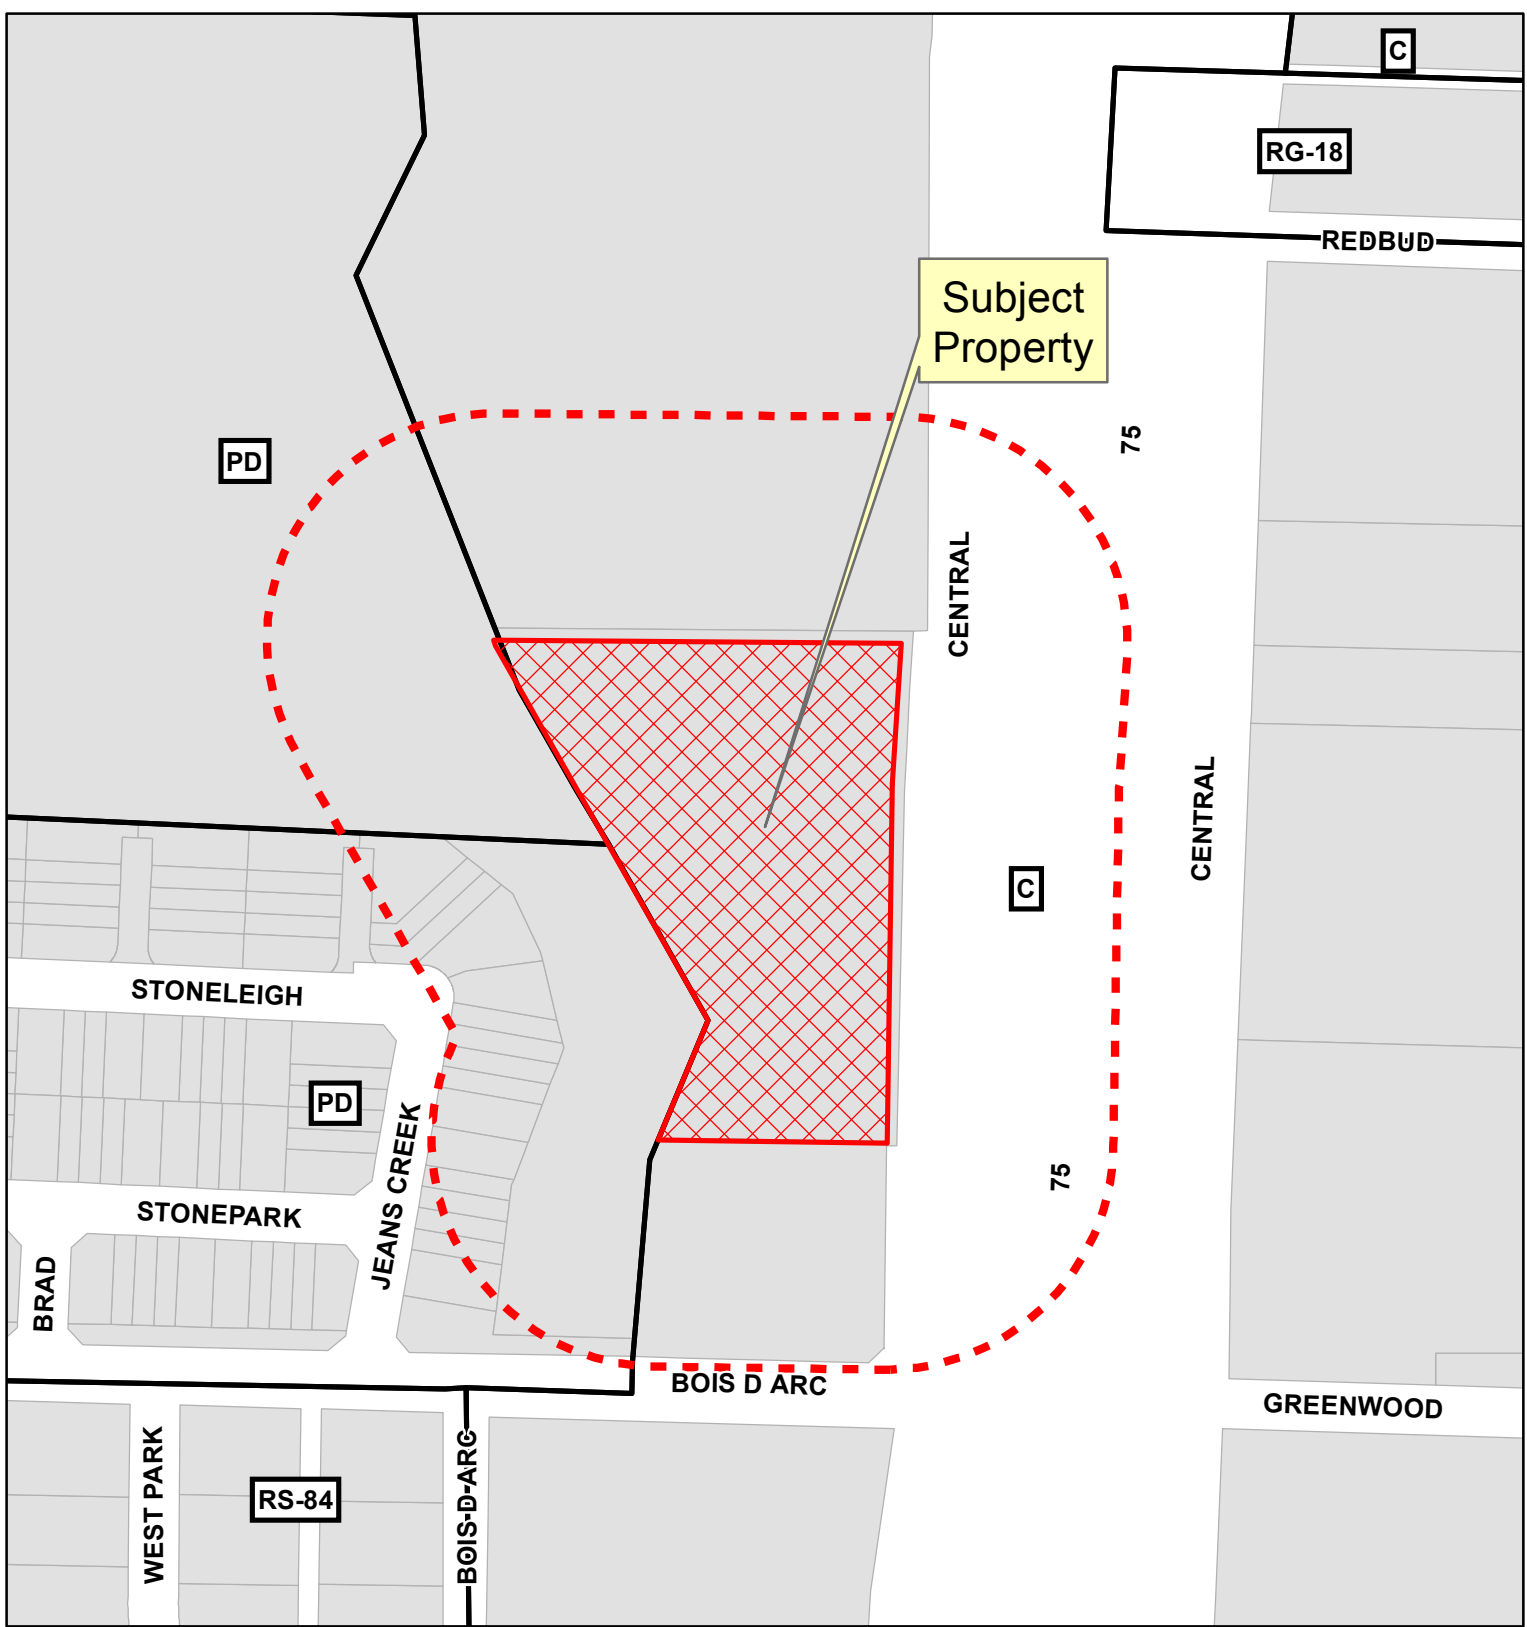 C
RG-18
REDBUD
Subject
Property
75
PD
CENTRAL
CENTRAL
C
STONELEIGH
PD
JEANS CREEK
75
STONEPARK
BRAD
BOIS D ARC
GREENWOOD
WEST PARK
RS-84
BOIS-D-ARC